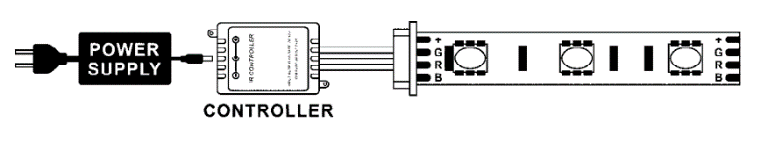 POWER
SUPPLY
IR CONTROLLER
CONTROLLER
+
G
R
B
+
G
R
B